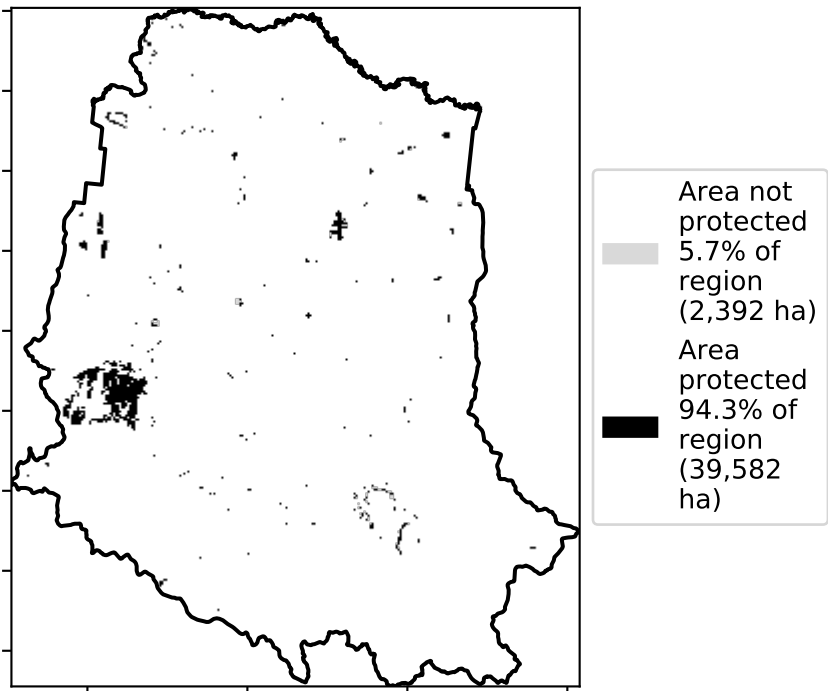 Area not
protected
5.7% of
region
(2,392 ha)
Area
protected
94.3% of
region
(39,582
ha)